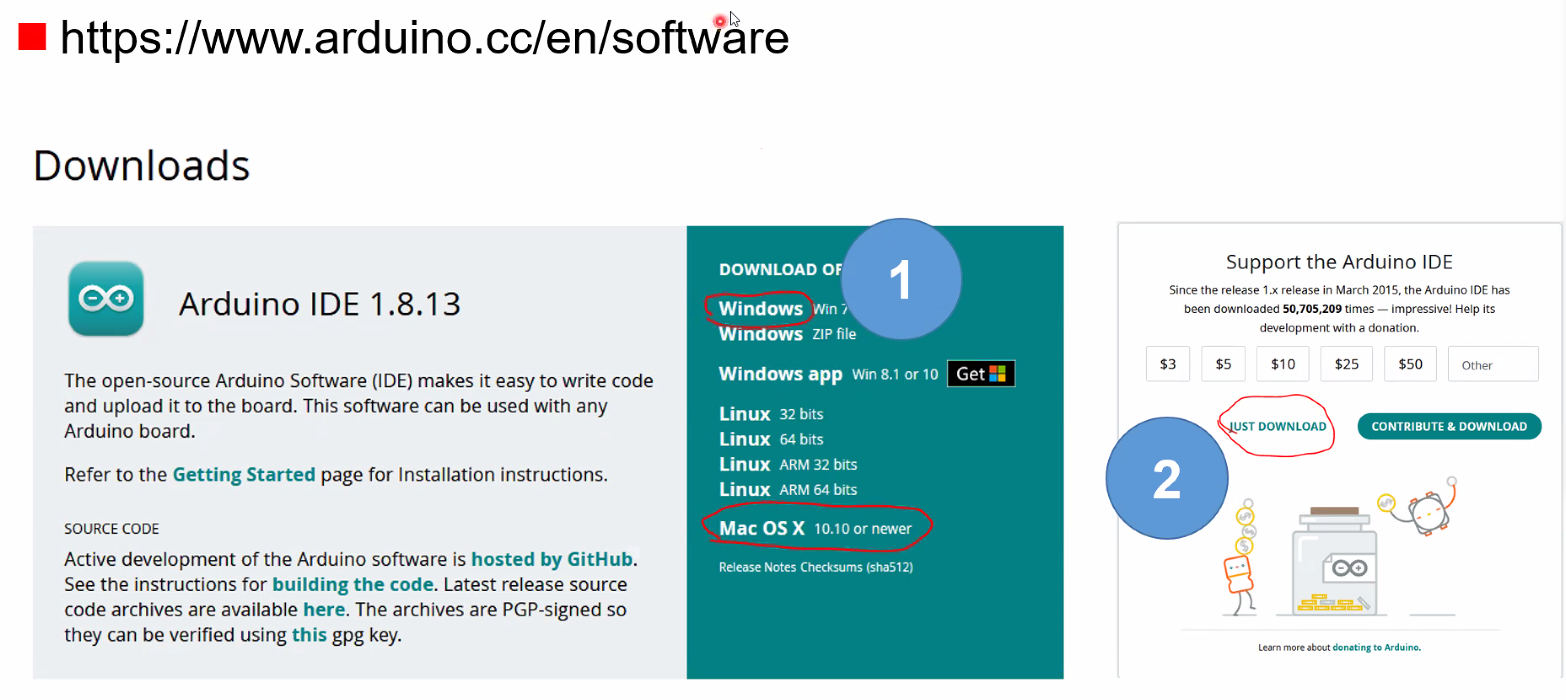 https://www.arduino.cc/en/software
Downloads
Arduino IDE 1.8.13
The open-source Arduino Software (IDE) makes it easy to write code
and upload it to the board. This software can be used with any
Arduino board.
Refer to the Getting Started page for Installation instructions.
SOURCE CODE
Active development of the Arduino software is hosted by GitHub.
See the instructions for building the code. Latest release source
code archives are available here. The archives are PGP-signed so
they can be verified using this gpg key.
DOWNLOAD
1
Windows Win 7
Windows ZIP file
Windows app Win 8.1 or 10 Get
Linux 32 bits
Linux 64 bits
Linux ARM 32 bits
Linux ARM 64 bits
Mac OS X 10.10 or newer
Release Notes Checksums (sha512)
Support the Arduino IDE
Since the release 1.x release in March 2015, the Arduino IDE has
been downloaded 50,705,209 times — impressive! Help its
development with a donation.
$3 $5 $10 $25 $50 Other
JUST DOWNLOAD CONTRIBUTE & DOWNLOAD
2
Learn more about donating to Arduino.